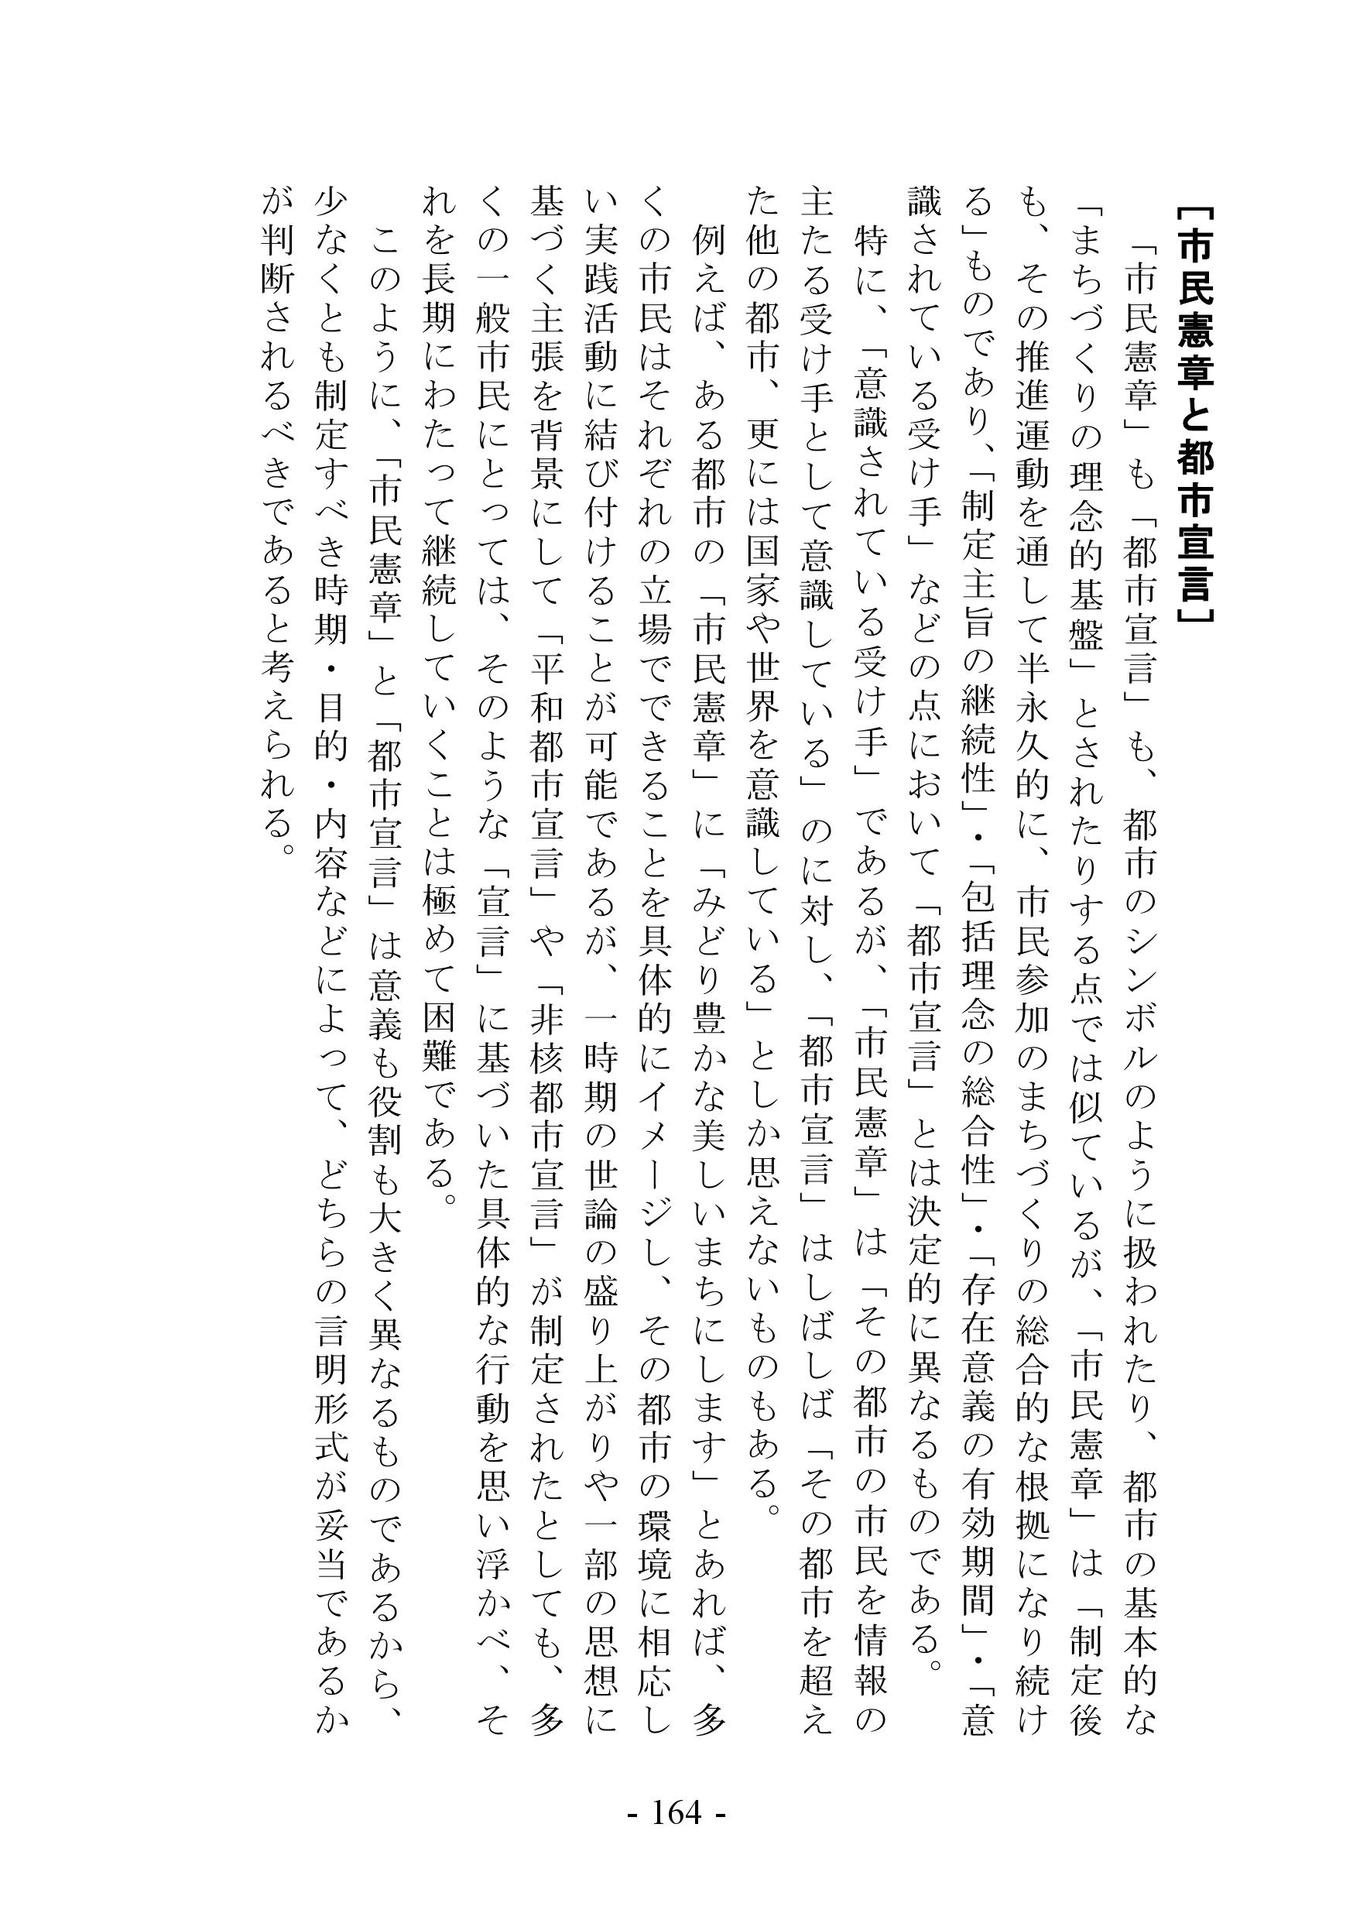 ［市民憲章と都市宣言］
「市民憲章」も「都市宣言」も、都市のシンボルのように扱われたり、都市の基本的な
「まちづくりの理念的基盤」とされたりする点では似ているが、「市民憲章」は「制定後
も、その推進運動を通して半永久的に、市民参加のまちづくりの総合的な根拠になり続け
る」ものであり、「制定主旨の継続性」・「包括理念の総合性」・「存在意義の有効期間」・「意
識されている受け手」などの点において「都市宣言」とは決定的に異なるものである。
特に、「意識されている受け手」であるが、「市民憲章」は「その都市の市民を情報の
主たる受け手として意識している」のに対し、「都市宣言」はしばしば「その都市を超え
た他の都市、更には国家や世界を意識している」としか思えないものもある。
例えば、ある都市の「市民憲章」に「みどり豊かな美しいまちにします」とあれば、多
くの市民はそれぞれの立場でできることを具体的にイメージし、その都市の環境に相応し
い実践活動に結び付けることが可能であるが、一時期の世論の盛り上がりや一部の思想に
基づく主張を背景にして「平和都市宣言」や「非核都市宣言」が制定されたとしても、多
くの一般市民にとっては、そのような「宣言」に基づいた具体的な行動を思い浮かべ、そ
れを長期にわたって継続していくことは極めて困難である。
このように、「市民憲章」と「都市宣言」は意義も役割も大きく異なるものであるから、
少なくとも制定すべき時期・目的・内容などによって、どちらの言明形式が妥当であるか
が判断されるべきであると考えられる。
- 164 -